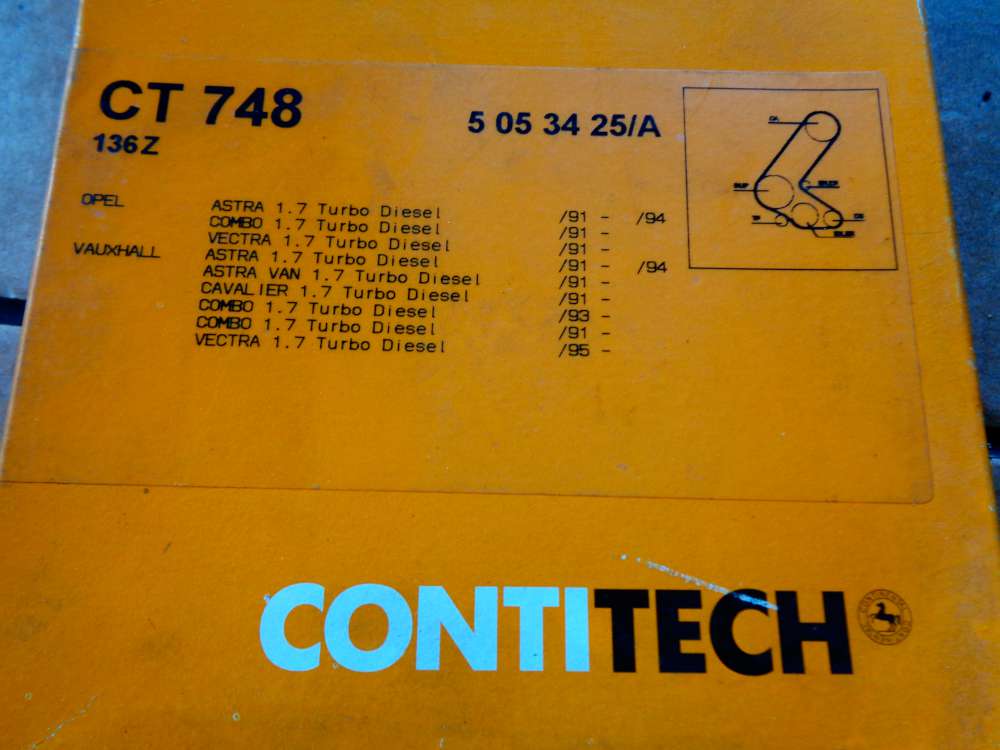 CT 748
136Z
5 05 34 25/A
OPEL ASTRA 1.7 Turbo Diesel /91 - /94
COMBO 1.7 Turbo Diesel /91 -
VECTRA 1.7 Turbo Diesel /91 -
VAUXHALL ASTRA 1.7 Turbo Diesel /91 - /94
ASTRA VAN 1.7 Turbo Diesel /91 -
CAVALIER 1.7 Turbo Diesel /91 -
COMBO 1.7 Turbo Diesel /93 -
COMBO 1.7 Turbo Diesel /91 -
VECTRA 1.7 Turbo Diesel /95 -
CONTITECH
CONTINENTAL